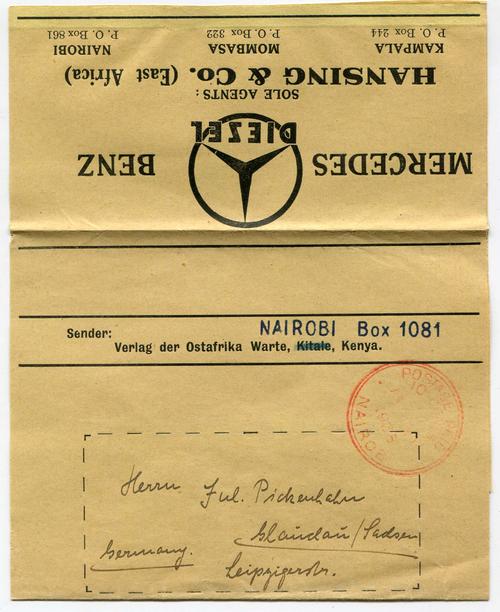 NAIROBI MOMBASA KAMPALA
P. O. Box 861 P. O. Box 322 P. O. Box 244
HANSING & Co. (East Africa)
SOLE AGENTS:
DIESEL
MERCEDES BENZ
NAIROBI Box 1081
Sender:
Verlag der Ostafrika Warte, Kitale, Kenya.
POSTAGE
NAIROBI
Herrn Jul. Pickenhahn
Glauchau/Sachsen
Germany.
Leipzigerstr.